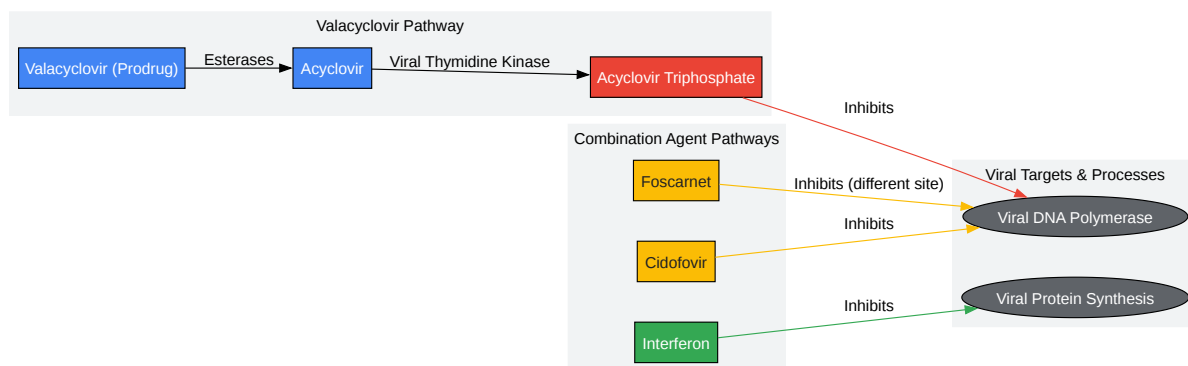 Valacyclovir Pathway
Valacyclovir (Prodrug)
Esterases
Acyclovir
Viral Thymidine Kinase
Acyclovir Triphosphate
Inhibits
Combination Agent Pathways
Foscarnet
Inhibits (different site)
Cidofovir
Inhibits
Interferon
Inhibits
Viral Targets & Processes
Viral DNA Polymerase
Viral Protein Synthesis